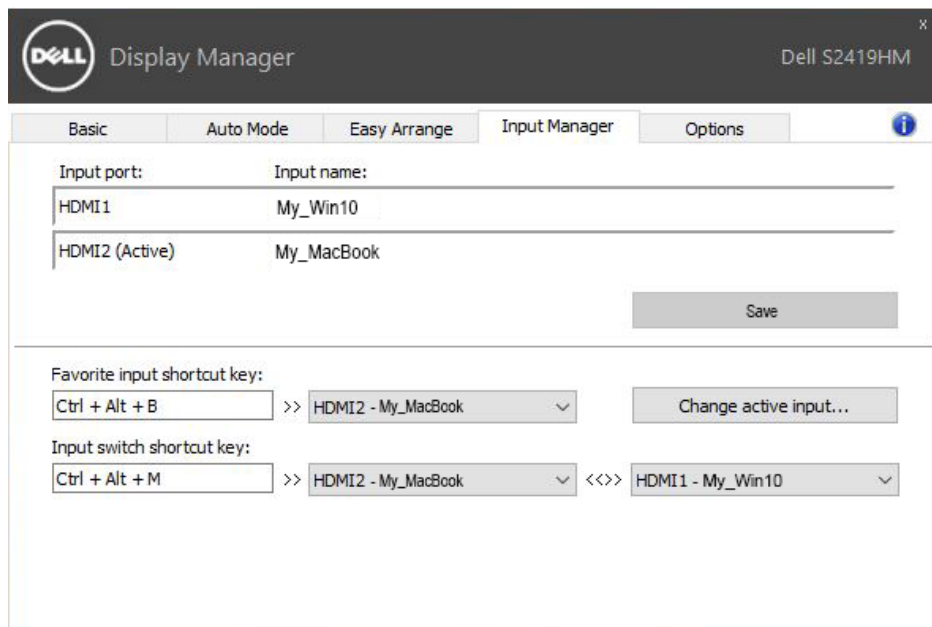 x
DELL Display Manager Dell S2419HM
Basic Auto Mode Easy Arrange Input Manager Options i
Input port: Input name:
HDMI1 My_Win10
HDMI2 (Active) My_MacBook
Save
Favorite input shortcut key:
Ctrl + Alt + B >> HDMI2 - My_MacBook Change active input...
Input switch shortcut key:
Ctrl + Alt + M >> HDMI2 - My_MacBook <<>> HDMI1 - My_Win10